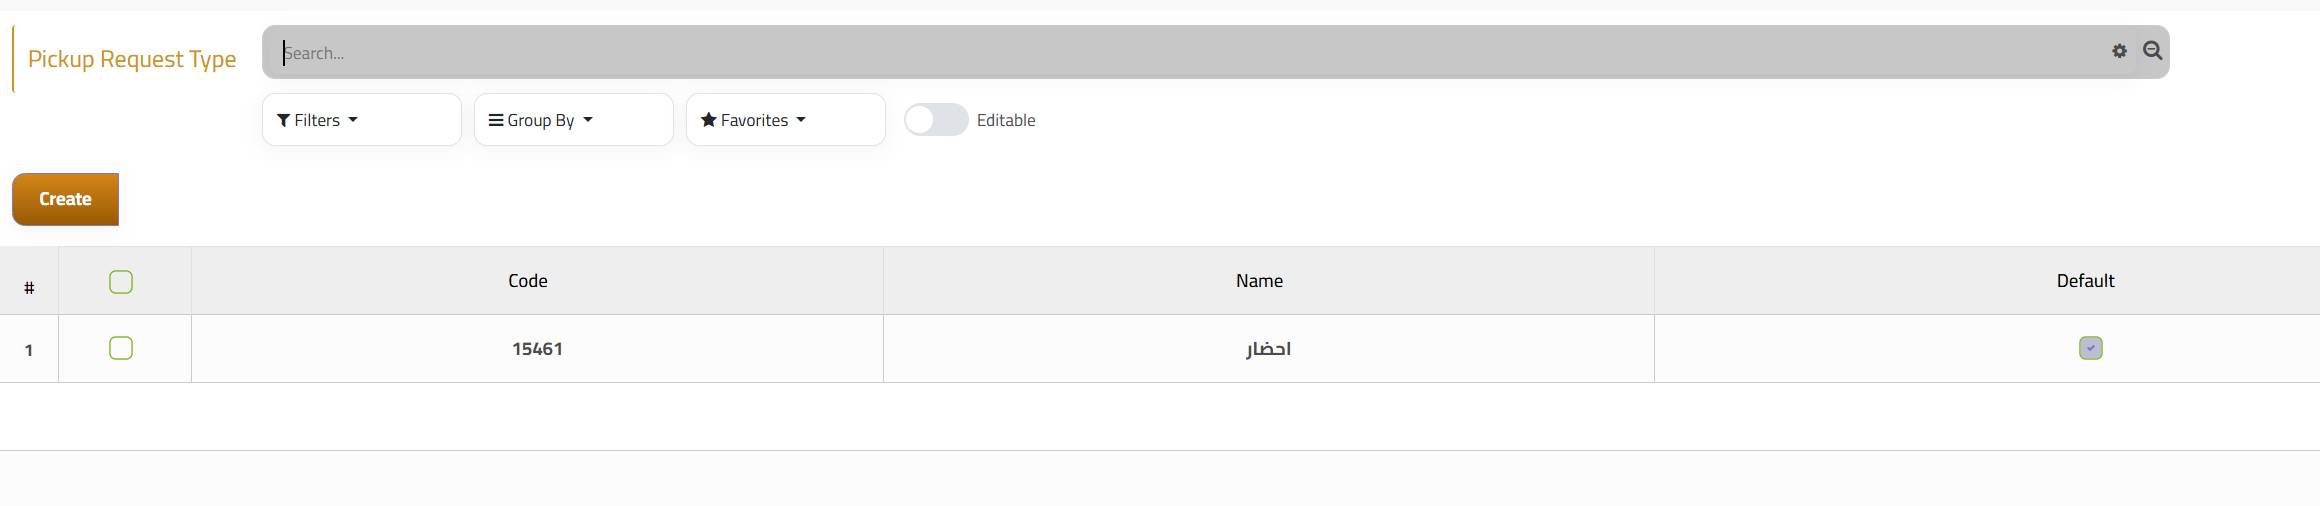 Pickup Request Type
Search...
Filters
Group By
Favorites
Editable
Create
# Code Name Default
1 15461 احضار